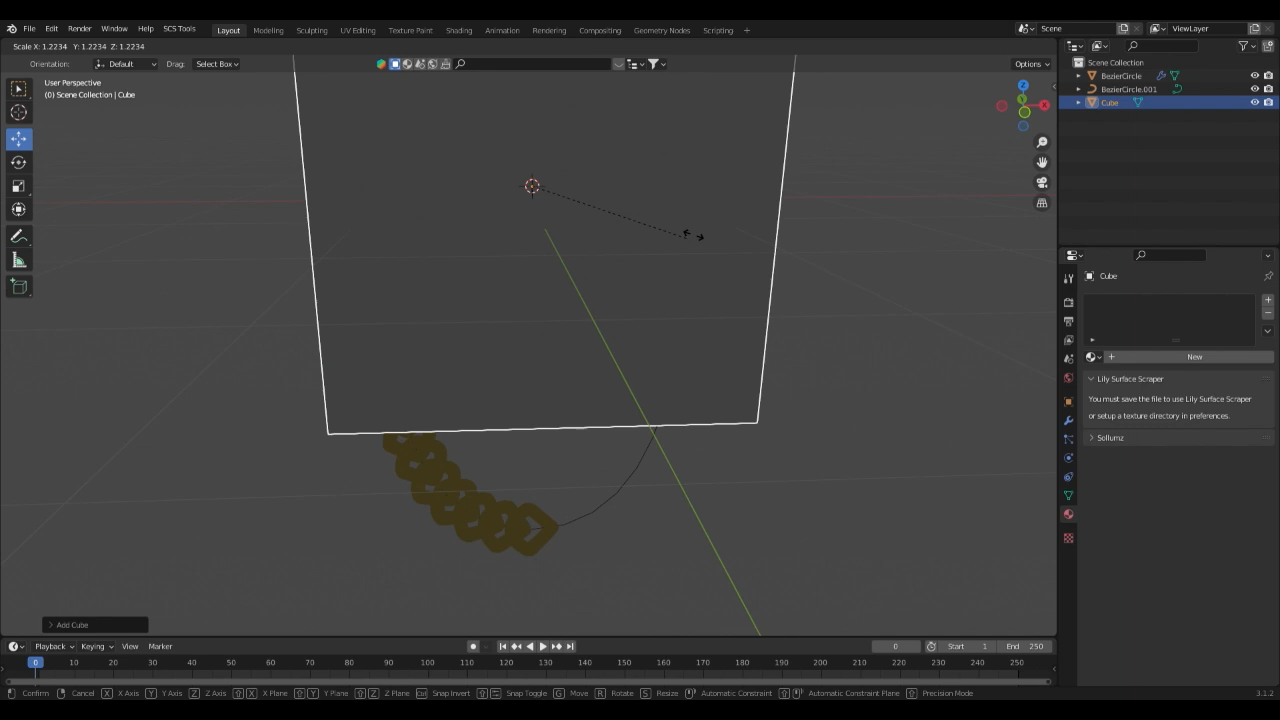 File Edit Render Window Help SCS Tools Layout Modeling Sculpting UV Editing Texture Paint Shading Animation Rendering Compositing Geometry Nodes Scripting + Scene ViewLayer
Scale X: 1.2234 Y: 1.2234 Z: 1.2234
Orientation: Default Drag: Select Box Options
User Perspective
(0) Scene Collection | Cube
Scene Collection
BezierCircle
BezierCircle.001
Cube
Z
X
Y
Cube
New
Lily Surface Scraper
You must save the file to use Lily Surface Scraper
or setup a texture directory in preferences.
Sollumz
Add Cube
Playback Keying View Marker 0 Start 1 End 250
0 10 20 30 40 50 60 70 80 90 100 110 120 130 140 150 160 170 180 190 200 210 220 230 240 250
Confirm Cancel X X Axis Y Y Axis Z Z Axis X X Plane Y Y Plane Z Z Plane Snap Invert Snap Toggle G Move R Rotate S Resize Automatic Constraint Automatic Constraint Plane Precision Mode 3.1.2